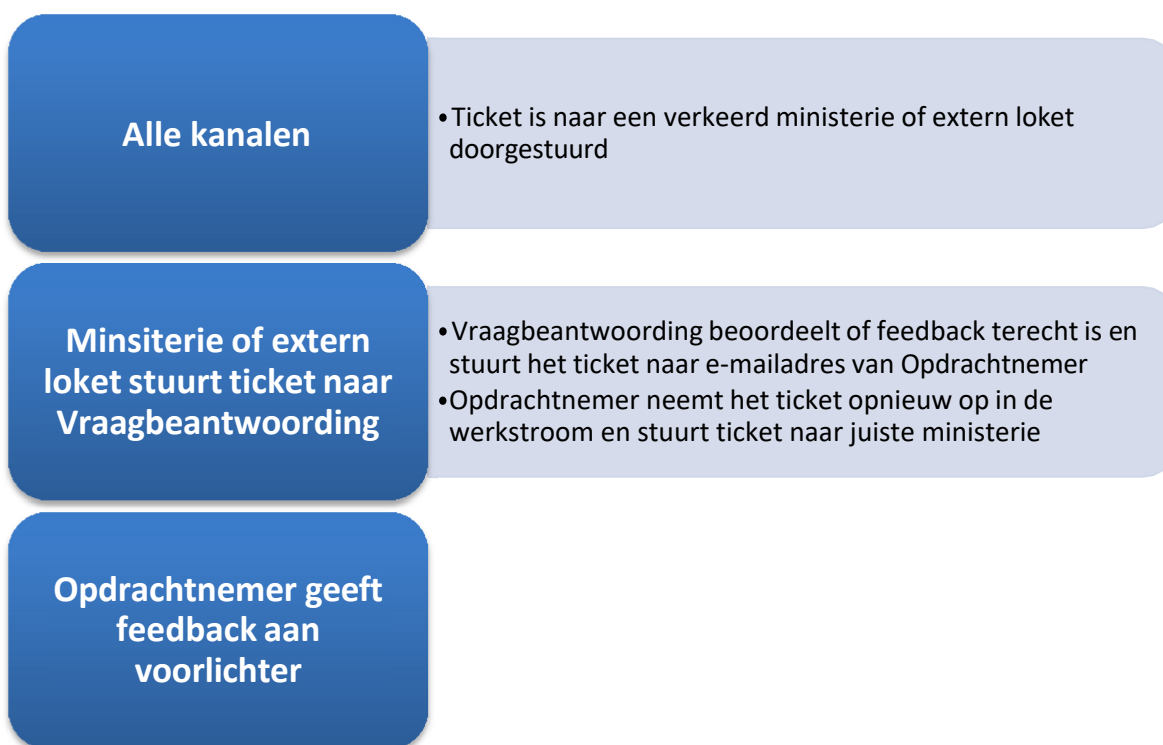 Alle kanalen
•Ticket is naar een verkeerd ministerie of extern loket
doorgestuurd
Minsiterie of extern
loket stuurt ticket naar
Vraagbeantwoording
•Vraagbeantwoording beoordeelt of feedback terecht is en
stuurt het ticket naar e-mailadres van Opdrachtnemer
•Opdrachtnemer neemt het ticket opnieuw op in de
werkstroom en stuurt ticket naar juiste ministerie
Opdrachtnemer geeft
feedback aan
voorlichter